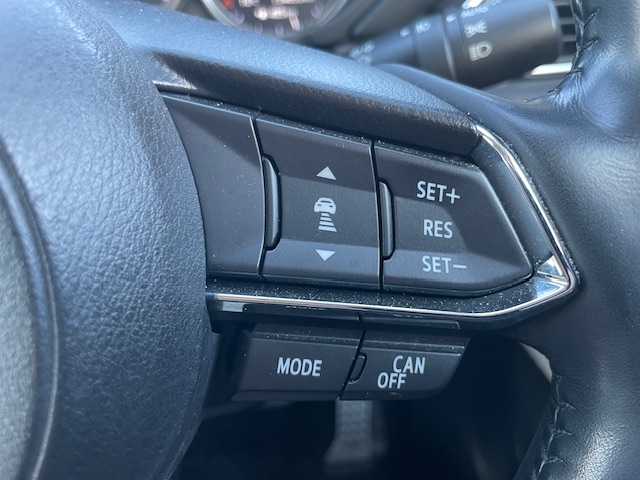 SET+
RES
SET−
MODE
CAN
OFF